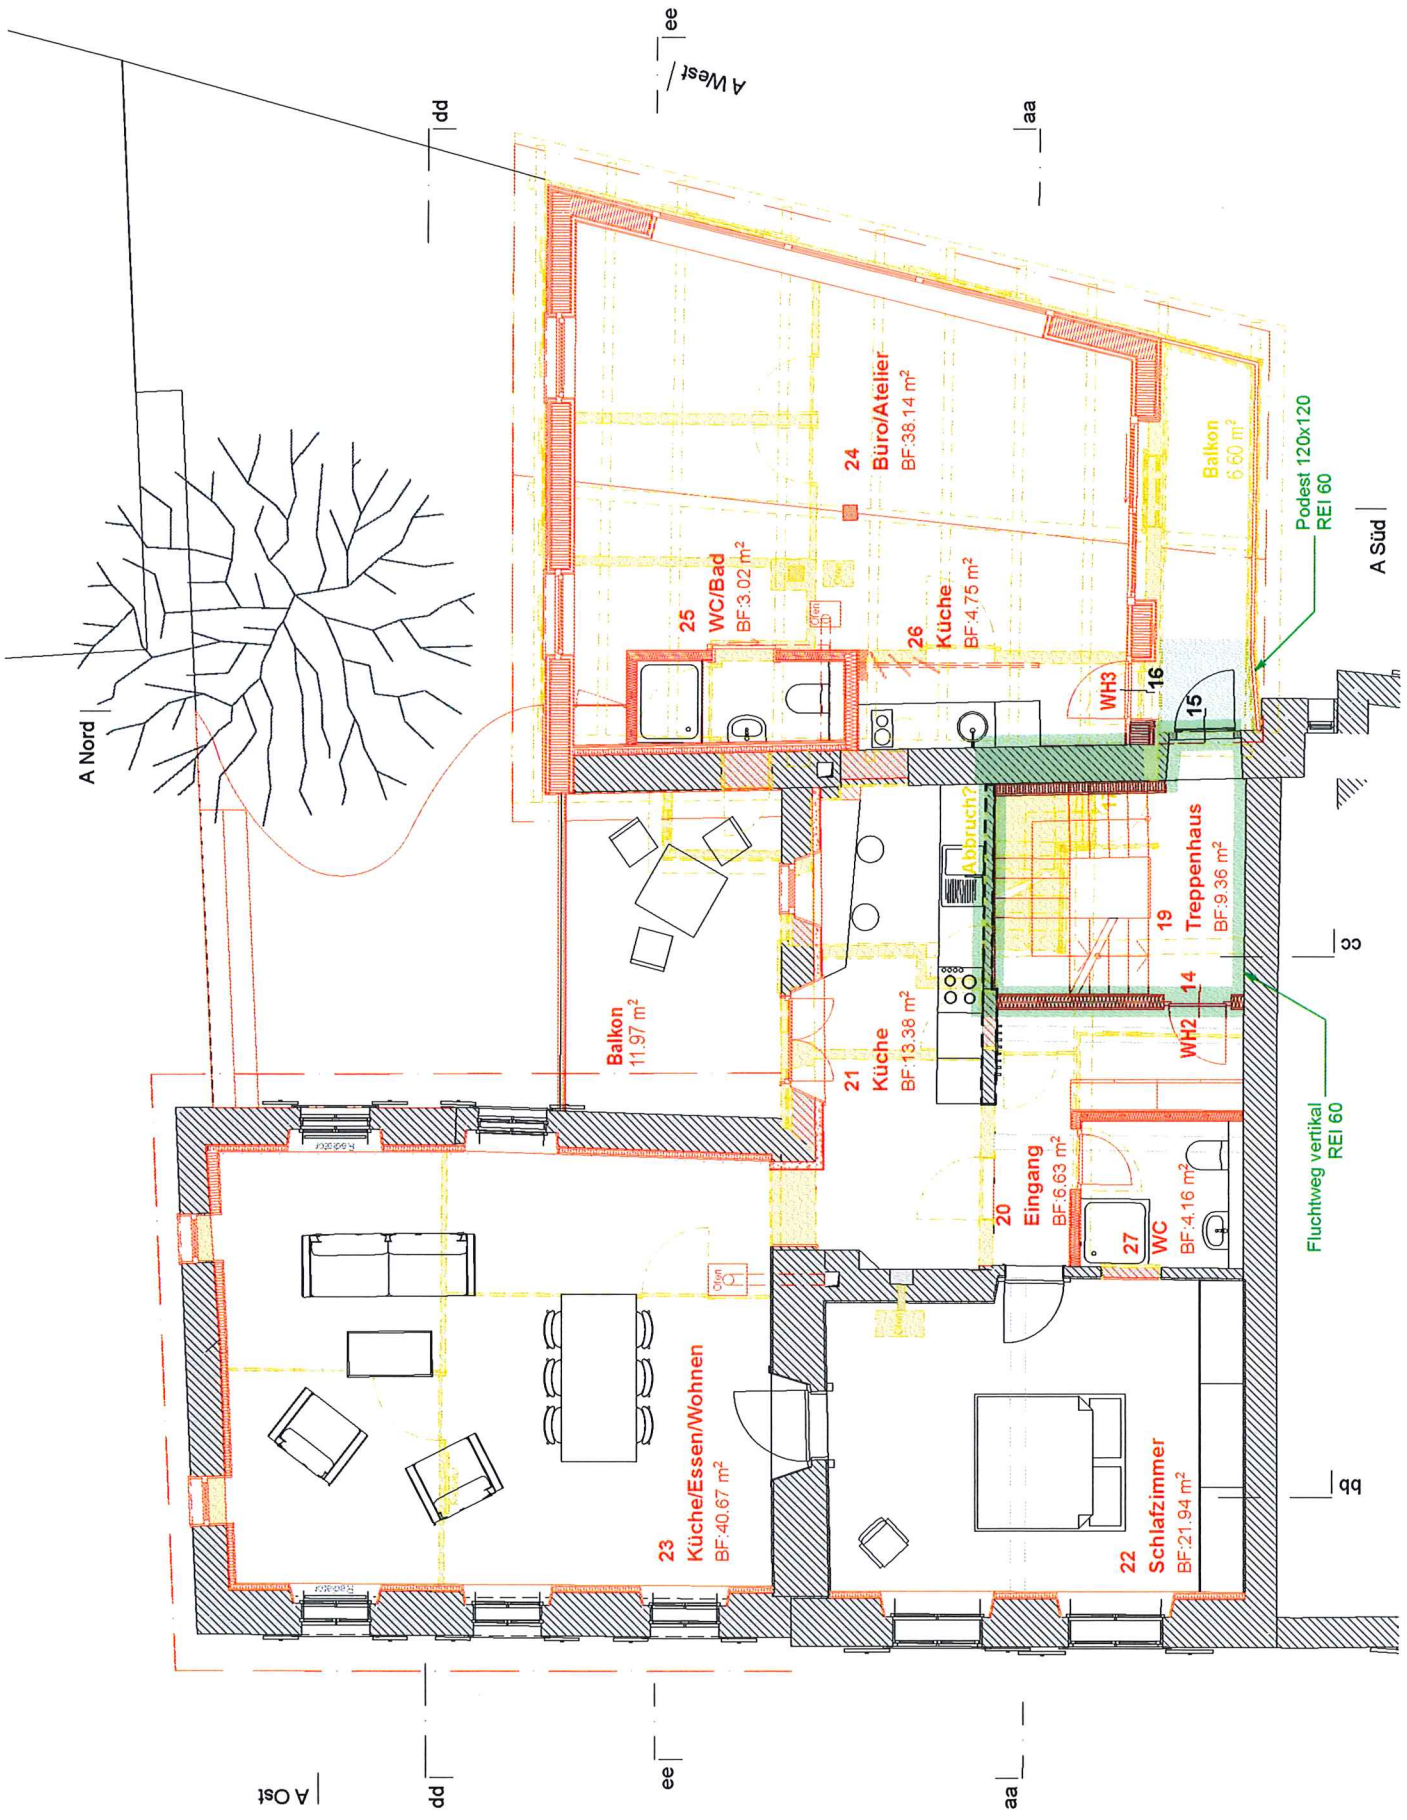 A Nord
A West
ee
dd
aa
24
Büro/Atelier
BF:38.14 m²
25
WC/Bad
BF:3.02 m²
Ofen
26
Küche
BF:4.75 m²
Balkon
6.60 m²
Podest 120x120
REI 60
A Süd
WH3
16
15
Abbruch?
17
19
Treppenhaus
BF:9.36 m²
cc
14
WH2
Fluchtweg vertikal
REI 60
Balkon
11.97 m²
21
Küche
BF:13.38 m²
20
Eingang
BF:6.63 m²
27
WC
BF:4.16 m²
Radiator
Ofen
23
Küche/Essen/Wohnen
BF:40.67 m²
Radiator
22
Schlafzimmer
BF:21.94 m²
bb
A Ost
dd
ee
aa